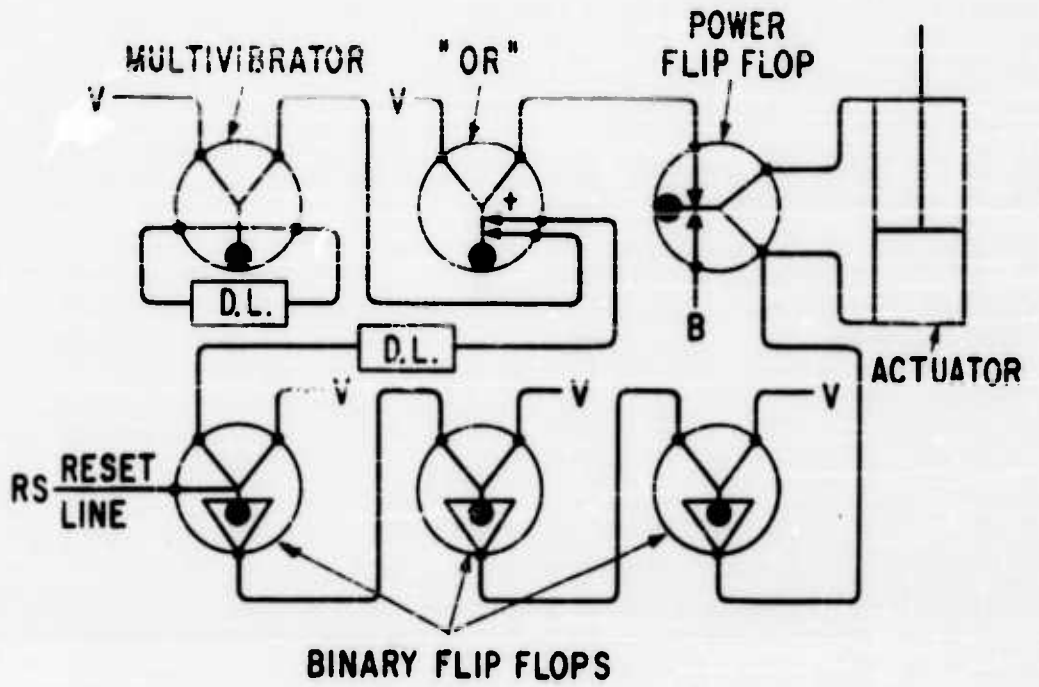 POWER
FLIP FLOP
MULTIVIBRATOR
"OR"
V
V
+
D.L.
B
D.L.
ACTUATOR
V
V
V
RS RESET
LINE
BINARY FLIP FLOPS